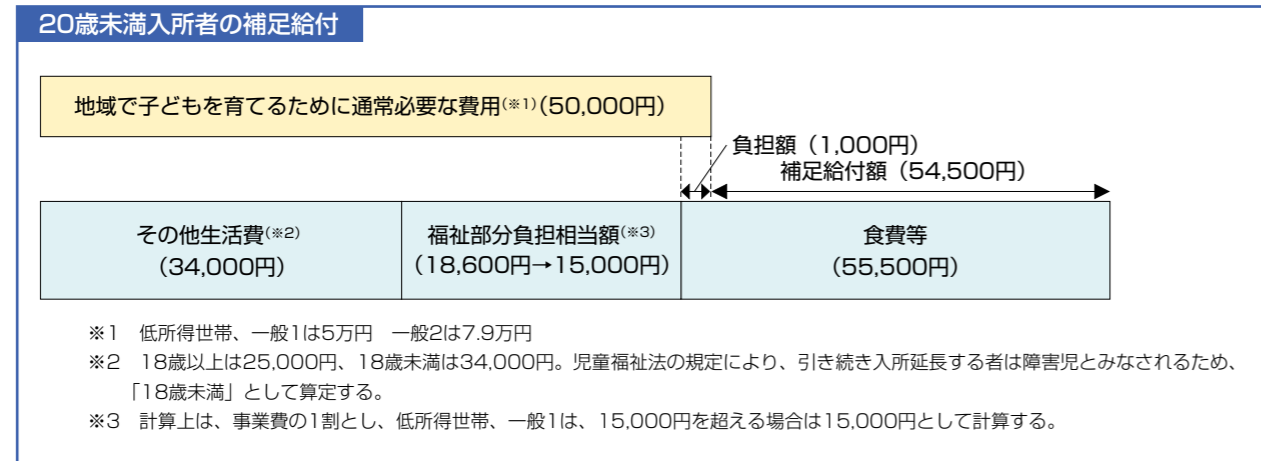 20歳未満入所者の補足給付
地域で子どもを育てるために通常必要な費用(※1)(50,000円)
負担額（1,000円）
補足給付額（54,500円）
その他生活費(※2)
（34,000円）
福祉部分負担相当額(※3)
（18,600円→15,000円）
食費等
（55,500円）
※1　低所得世帯、一般1は5万円　一般2は7.9万円
※2　18歳以上は25,000円、18歳未満は34,000円。児童福祉法の規定により、引き続き入所延長する者は障害児とみなされるため、
「18歳未満」として算定する。
※3　計算上は、事業費の1割とし、低所得世帯、一般1は、15,000円を超える場合は15,000円として計算する。